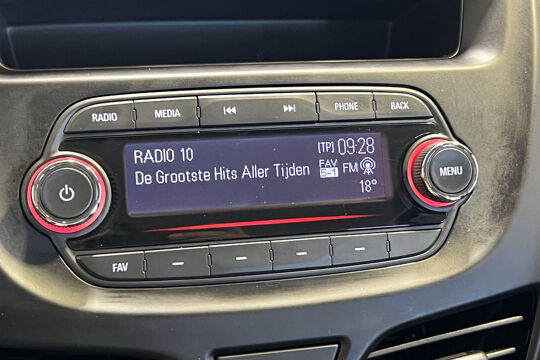 RADIO
MEDIA
PHONE
BACK
RADIO 10
[TP] 09:28
De Grootste Hits Aller Tijden
FAV
FM
18°
MENU
FAV